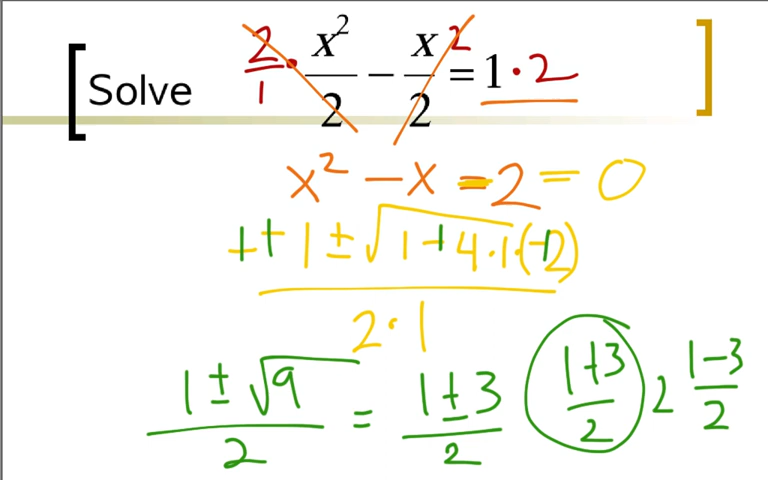 [ Solve 2/1 · x²/2 − x/2 2 = 1 · 2 ]
x² − x = 2 = 0
++ 1 ± √(1 + 4·1·(+2))
2·1
(1 ± √9)/2 = (1 ± 3)/2 (1+3)/2 2 (1−3)/2